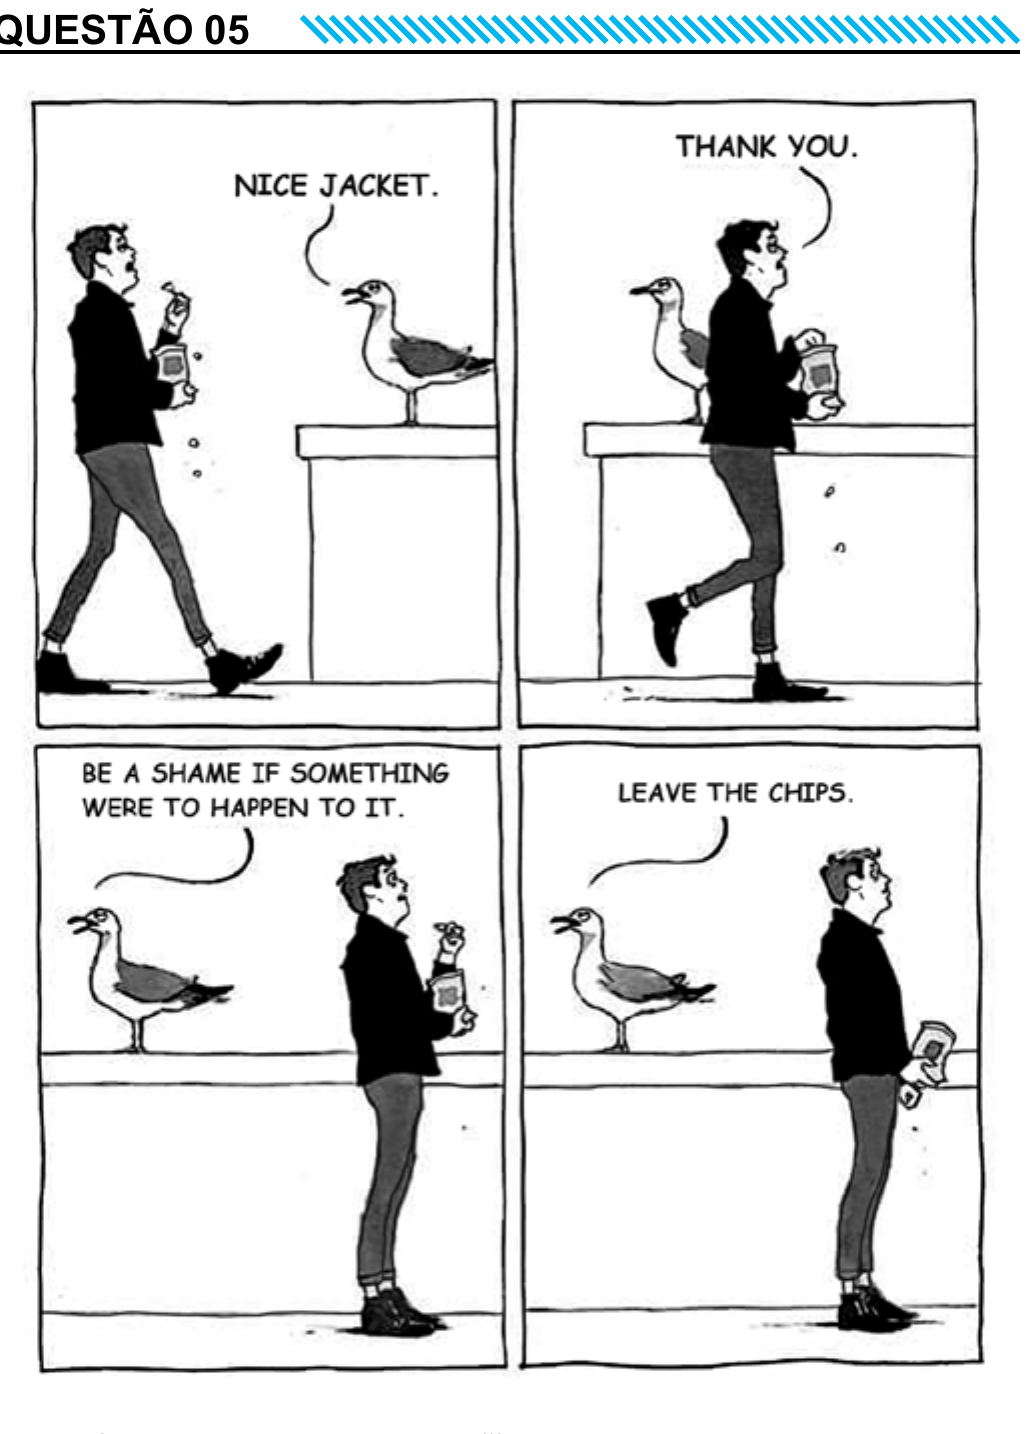 QUESTÃO 05
NICE JACKET.
THANK YOU.
BE A SHAME IF SOMETHING
WERE TO HAPPEN TO IT.
LEAVE THE CHIPS.